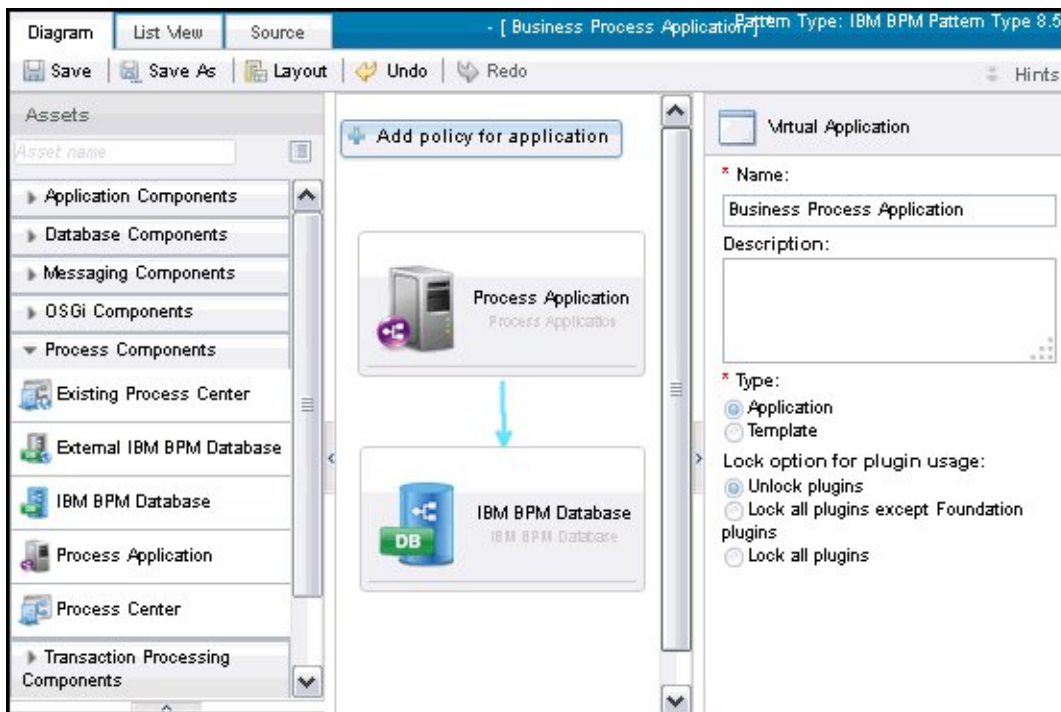 Diagram
List View
Source
- [ Business Process Application ]
Pattern Type: IBM BPM Pattern Type 8.5
Save
Save As
Layout
Undo
Redo
Hints
Assets
Asset name
Application Components
Database Components
Messaging Components
OSGi Components
Process Components
Existing Process Center
External IBM BPM Database
IBM BPM Database
Process Application
Process Center
Transaction Processing
Components
Add policy for application
Process Application
Process Application
DB
IBM BPM Database
IBM BPM Database
Virtual Application
* Name:
Business Process Application
Description:
* Type:
Application
Template
Lock option for plugin usage:
Unlock plugins
Lock all plugins except Foundation
plugins
Lock all plugins